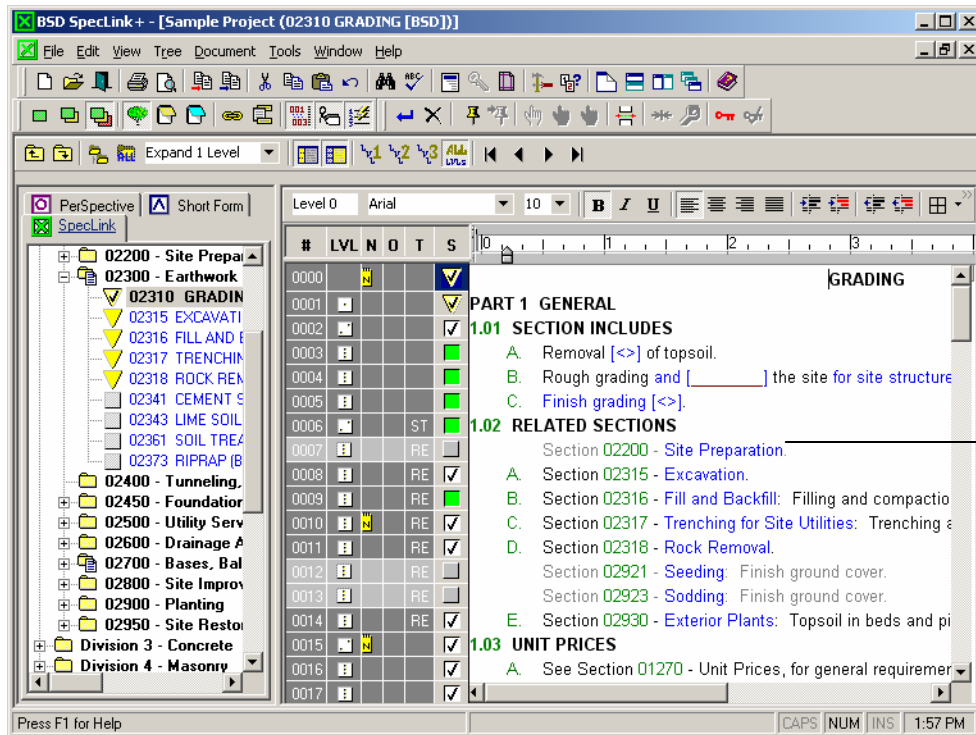 BSD SpecLink+ - [Sample Project (02310 GRADING [BSD])]
File Edit View Tree Document Tools Window Help
Expand 1 Level
PerSpective Short Form
SpecLink
02200 - Site Prepar
02300 - Earthwork
02310 GRADIN
02315 EXCAVATI
02316 FILL AND B
02317 TRENCHIN
02318 ROCK REM
02341 CEMENT S
02343 LIME SOIL
02361 SOIL TREA
02373 RIPRAP (B
02400 - Tunneling,
02450 - Foundation
02500 - Utility Serv
02600 - Drainage A
02700 - Bases, Bal
02800 - Site Improv
02900 - Planting
02950 - Site Resto
Division 3 - Concrete
Division 4 - Masonry
Level 0 Arial 10 B I U
# LVL N O T S 0 1 2 3
0000 N GRADING
0001 PART 1 GENERAL
0002 1.01 SECTION INCLUDES
0003 A. Removal [<>] of topsoil.
0004 B. Rough grading and [_________] the site for site structure
0005 C. Finish grading [<>].
0006 ST 1.02 RELATED SECTIONS
0007 RE Section 02200 - Site Preparation.
0008 RE A. Section 02315 - Excavation.
0009 RE B. Section 02316 - Fill and Backfill: Filling and compactio
0010 N RE C. Section 02317 - Trenching for Site Utilities: Trenching a
0011 RE D. Section 02318 - Rock Removal.
0012 RE Section 02921 - Seeding: Finish ground cover.
0013 RE Section 02923 - Sodding: Finish ground cover.
0014 RE E. Section 02930 - Exterior Plants: Topsoil in beds and pi
0015 N 1.03 UNIT PRICES
0016 A. See Section 01270 - Unit Prices, for general requiremen
0017
Press F1 for Help CAPS NUM INS 1:57 PM